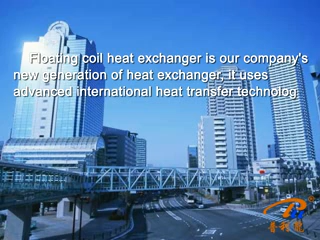 Floating coil heat exchanger is our company's
new generation of heat exchanger, it uses
advanced international heat transfer technolog